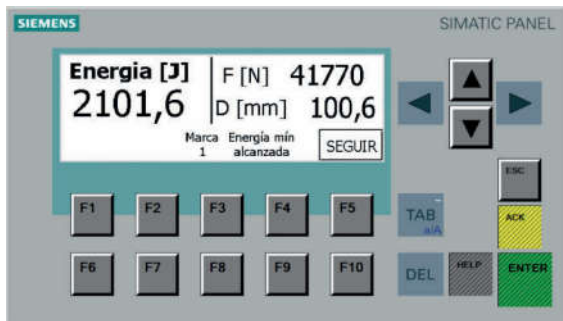 SIEMENS
SIMATIC PANEL
Energia [J]
2101,6
F [N] 41770
D [mm] 100,6
Marca Energía mín
1 alcanzada
SEGUIR
ESC
F1 F2 F3 F4 F5
TAB
a/A
ACK
F6 F7 F8 F9 F10
DEL
HELP
ENTER